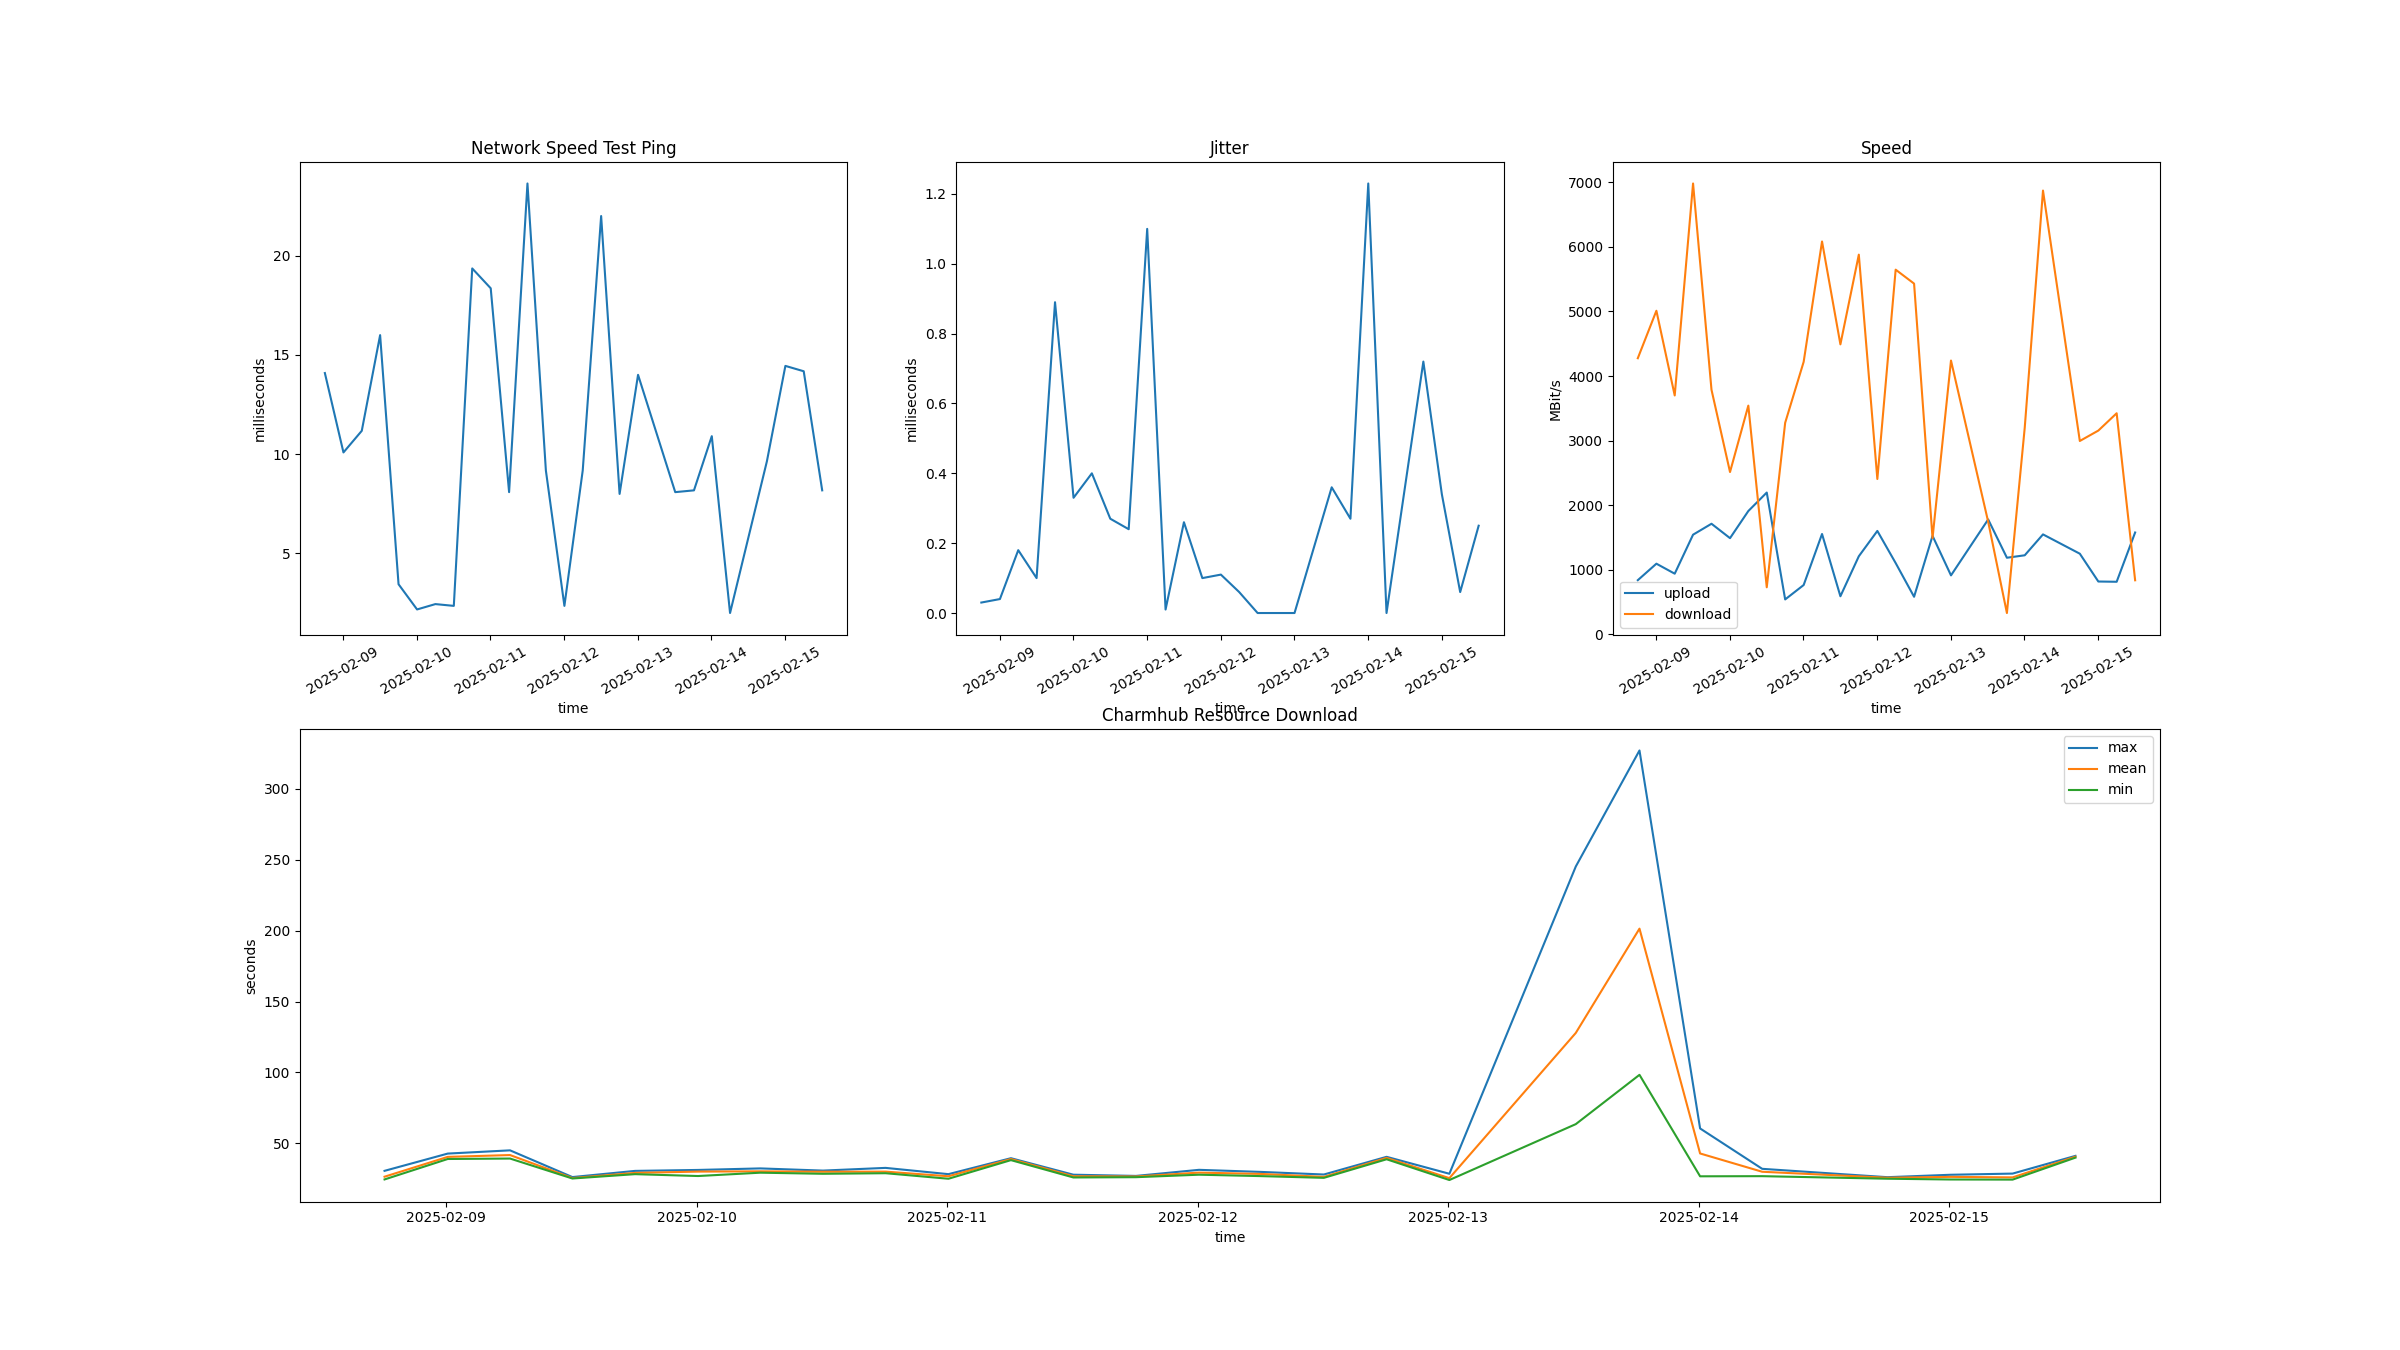 Network Speed Test Ping
milliseconds
20
15
10
5
2025-02-09 2025-02-10 2025-02-11 2025-02-12 2025-02-13 2025-02-14 2025-02-15
time
Jitter
milliseconds
1.2
1.0
0.8
0.6
0.4
0.2
0.0
2025-02-09 2025-02-10 2025-02-11 2025-02-12 2025-02-13 2025-02-14 2025-02-15
time
Speed
MBit/s
7000
6000
5000
4000
3000
2000
1000
0
upload
download
2025-02-09 2025-02-10 2025-02-11 2025-02-12 2025-02-13 2025-02-14 2025-02-15
time
Charmhub Resource Download
seconds
300
250
200
150
100
50
max
mean
min
2025-02-09 2025-02-10 2025-02-11 2025-02-12 2025-02-13 2025-02-14 2025-02-15
time